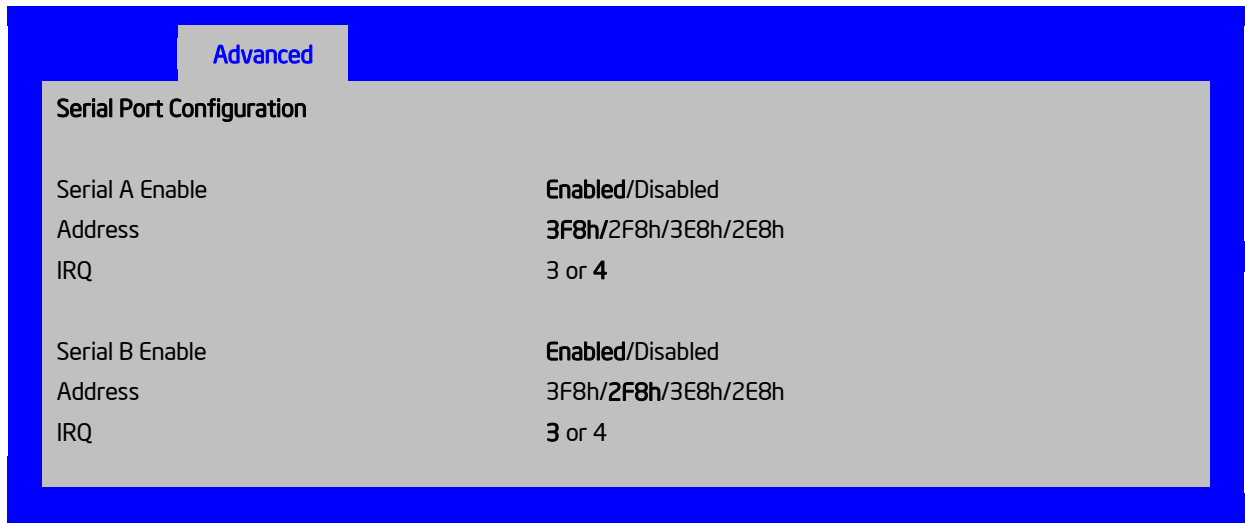 Advanced
Serial Port Configuration
Serial A Enable Enabled/Disabled
Address 3F8h/2F8h/3E8h/2E8h
IRQ 3 or 4
Serial B Enable Enabled/Disabled
Address 3F8h/2F8h/3E8h/2E8h
IRQ 3 or 4